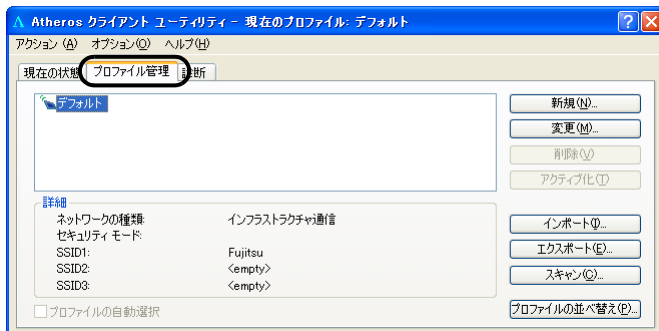 Atheros クライアント ユーティリティ - 現在のプロファイル: デフォルト
アクション (A) オプション(O) ヘルプ(H)
現在の状態 プロファイル管理 診断
デフォルト
新規(N)...
変更(M)...
削除(V)
アクティブ化(T)
詳細
ネットワークの種類: インフラストラクチャ通信
セキュリティ モード:
SSID1: Fujitsu
SSID2: <empty>
SSID3: <empty>
インポート(I)...
エクスポート(E)...
スキャン(C)...
プロファイルの自動選択
プロファイルの並べ替え(P)...